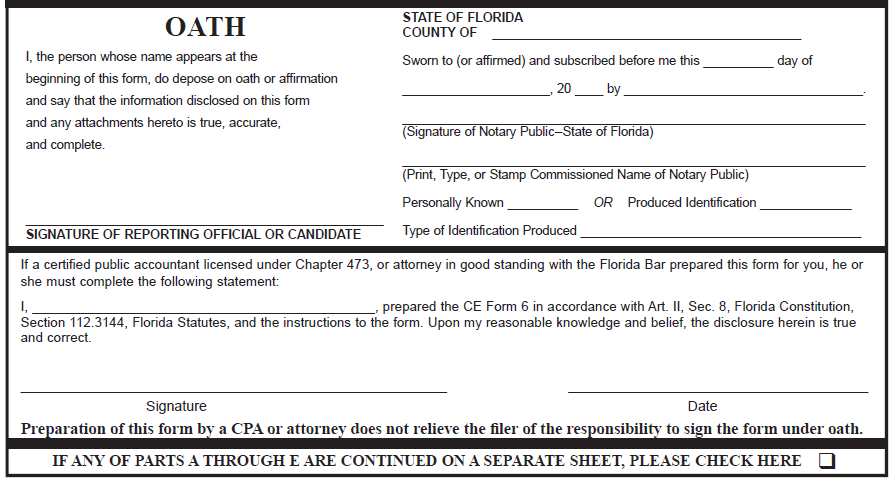 OATH
I, the person whose name appears at the
beginning of this form, do depose on oath or affirmation
and say that the information disclosed on this form
and any attachments hereto is true, accurate,
and complete.
SIGNATURE OF REPORTING OFFICIAL OR CANDIDATE
STATE OF FLORIDA
COUNTY OF ____________________
Sworn to (or affirmed) and subscribed before me this _________ day of
___________________, 20 ____ by ______________________________.
(Signature of Notary Public–State of Florida)
(Print, Type, or Stamp Commissioned Name of Notary Public)
Personally Known _________ OR Produced Identification ____________
Type of Identification Produced ____________________________________
If a certified public accountant licensed under Chapter 473, or attorney in good standing with the Florida Bar prepared this form for you, he or
she must complete the following statement:
I, ____________________________________________, prepared the CE Form 6 in accordance with Art. II, Sec. 8, Florida Constitution,
Section 112.3144, Florida Statutes, and the instructions to the form. Upon my reasonable knowledge and belief, the disclosure herein is true
and correct.
Signature Date
Preparation of this form by a CPA or attorney does not relieve the filer of the responsibility to sign the form under oath.
IF ANY OF PARTS A THROUGH E ARE CONTINUED ON A SEPARATE SHEET, PLEASE CHECK HERE ❑